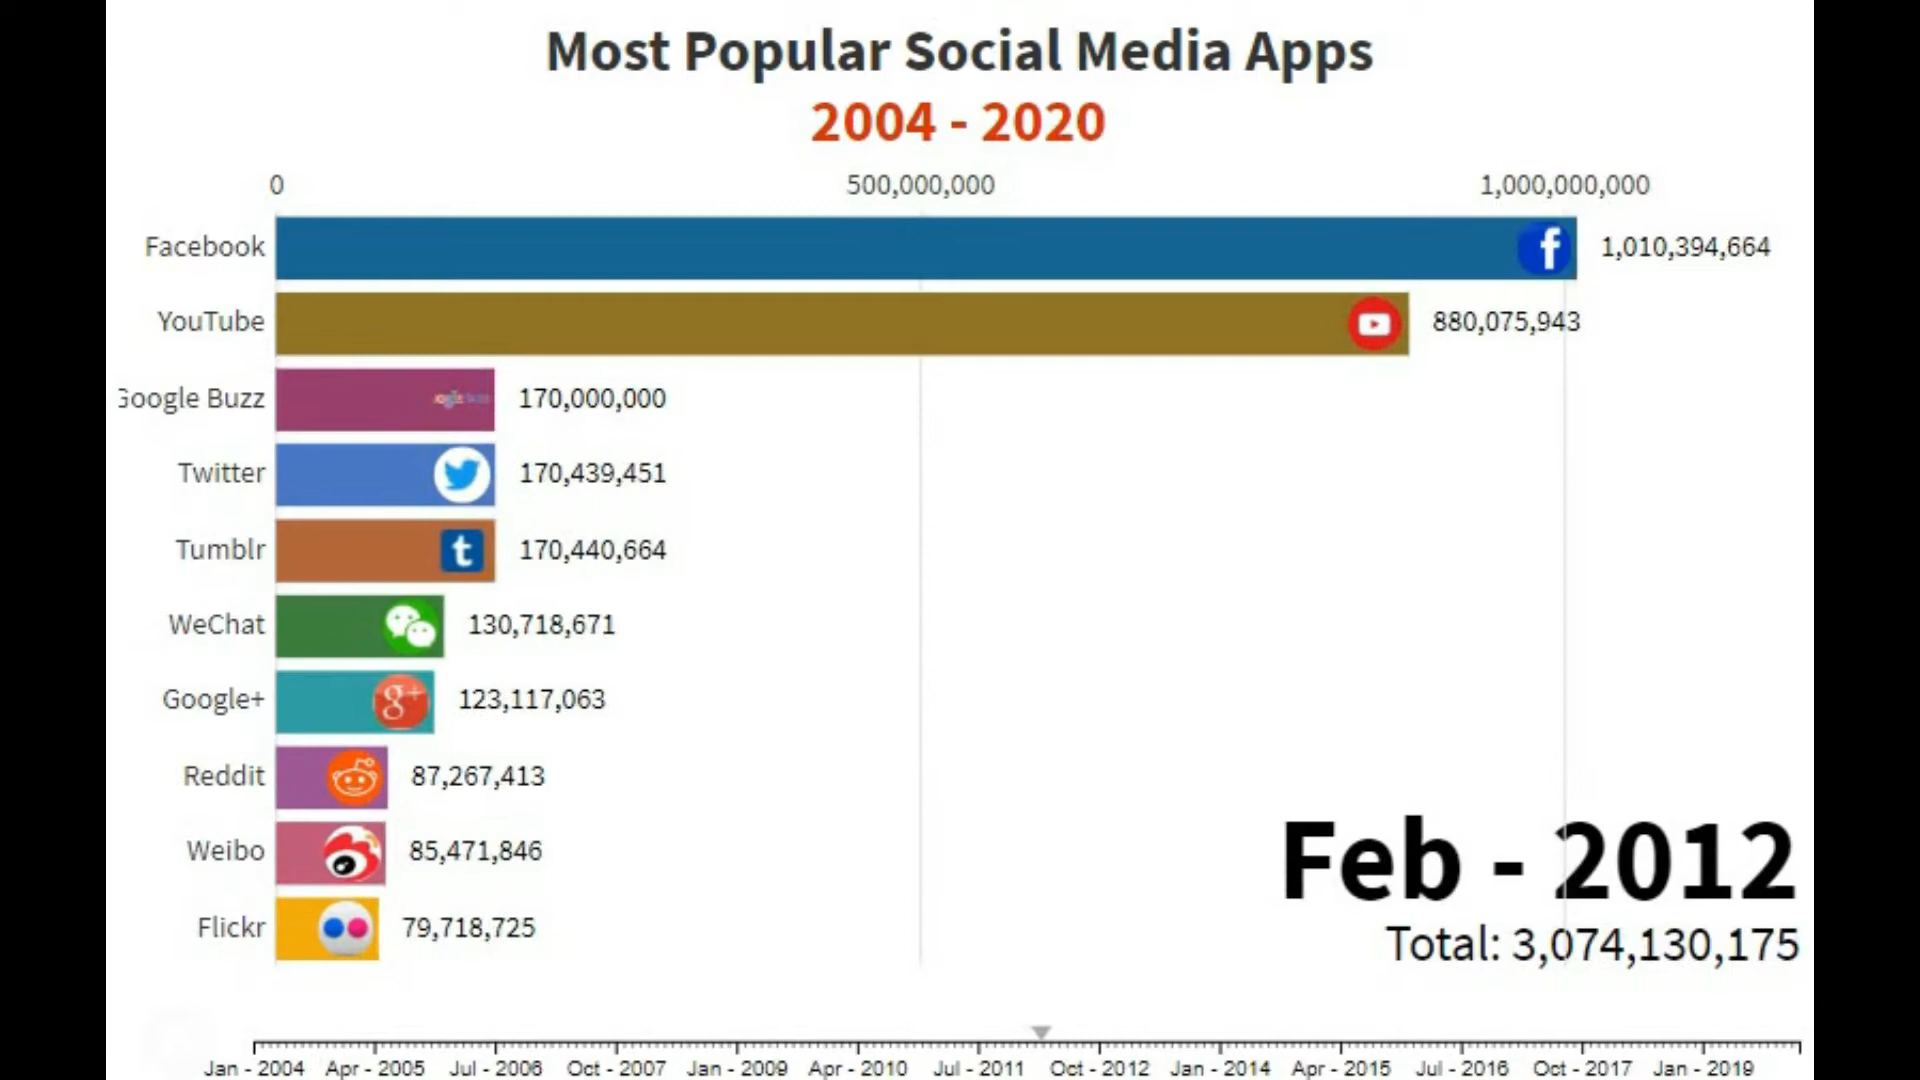 Most Popular Social Media Apps
2004 - 2020
0 500,000,000 1,000,000,000
Facebook f 1,010,394,664
YouTube 880,075,943
Google Buzz 170,000,000
Twitter 170,439,451
Tumblr t 170,440,664
WeChat 130,718,671
Google+ g+ 123,117,063
Reddit 87,267,413
Weibo 85,471,846
Flickr 79,718,725
Feb - 2012
Total: 3,074,130,175
Jan - 2004 Apr - 2005 Jul - 2006 Oct - 2007 Jan - 2009 Apr - 2010 Jul - 2011 Oct - 2012 Jan - 2014 Apr - 2015 Jul - 2016 Oct - 2017 Jan - 2019